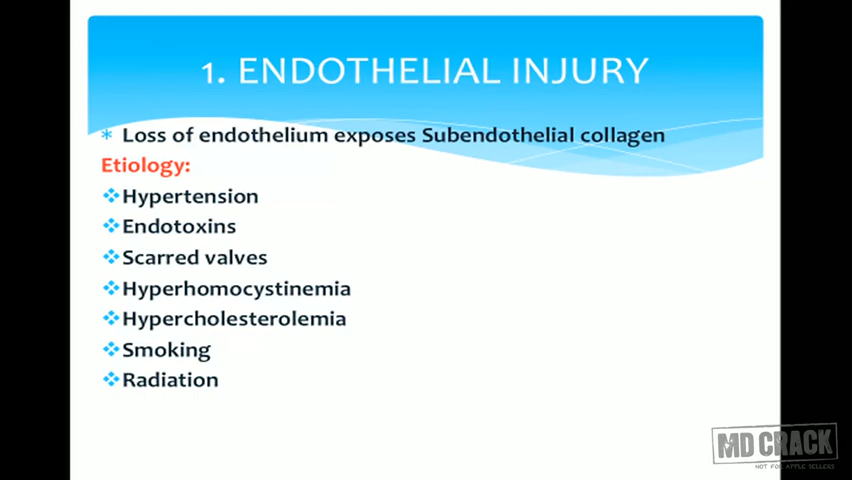 1. ENDOTHELIAL INJURY
Loss of endothelium exposes Subendothelial collagen
Etiology:
Hypertension
Endotoxins
Scarred valves
Hyperhomocystinemia
Hypercholesterolemia
Smoking
Radiation
MD CRACK
NOT FOR APPLE SELLERS